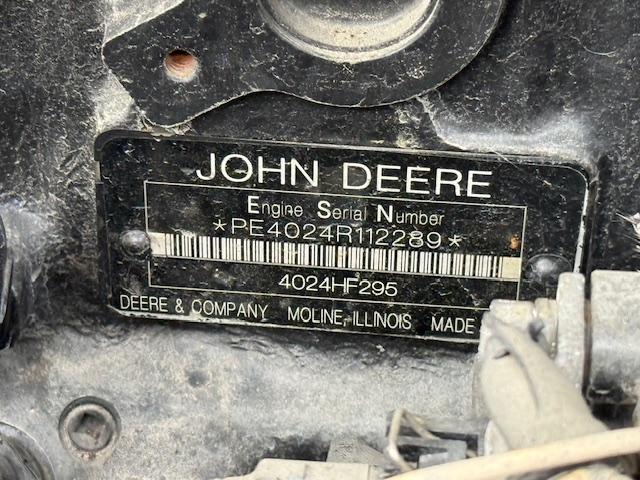 JOHN DEERE
Engine Serial Number
*PE4024R112289*
4024HF295
DEERE & COMPANY MOLINE, ILLINOIS MADE